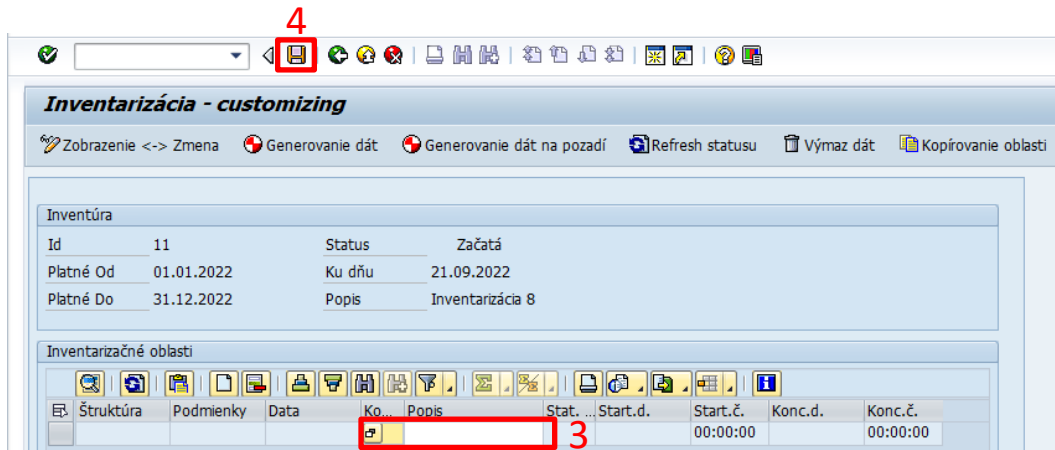 4
Inventarizácia - customizing
Zobrazenie <-> Zmena Generovanie dát Generovanie dát na pozadí Refresh statusu Výmaz dát Kopírovanie oblasti
Inventúra
Id 11 Status Začatá
Platné Od 01.01.2022 Ku dňu 21.09.2022
Platné Do 31.12.2022 Popis Inventarizácia 8
Inventarizačné oblasti
Štruktúra Podmienky Data Ko... Popis Stat. ... Start.d. Start.č. Konc.d. Konc.č.
3 00:00:00 00:00:00